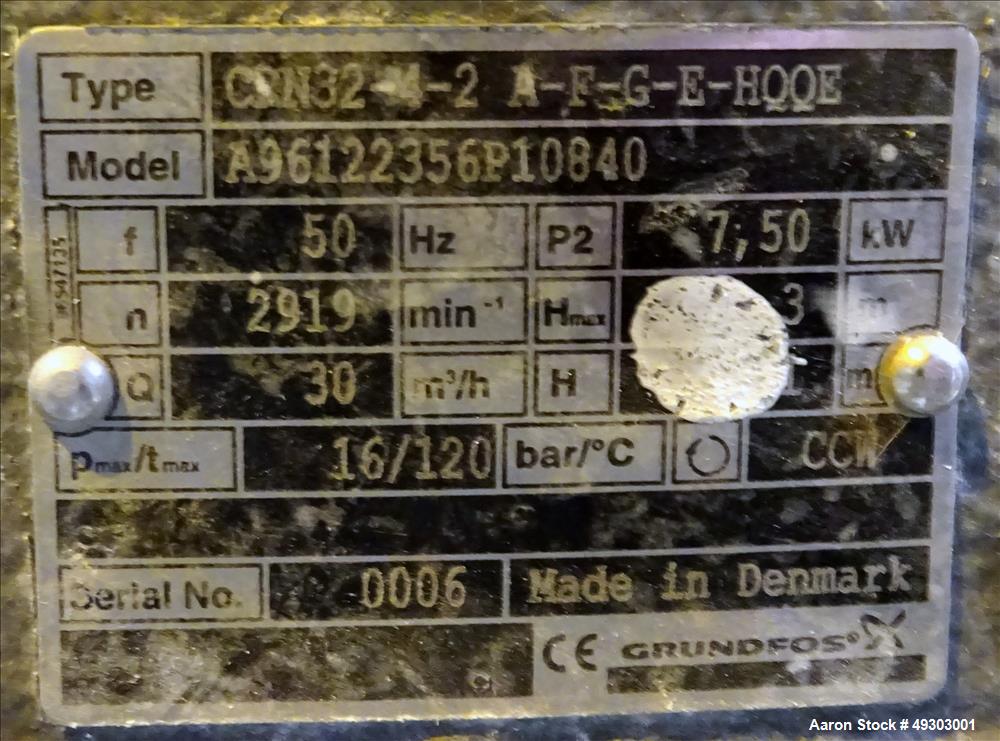 Type CRN32-4-2 A-F-G-E-HQQE
Model A96122356P10840
f 50 Hz P2 7,50 kW
n 2919 min⁻¹ Hmax 3 m
Q 30 m³/h H m
pmax/tmax 16/120 bar/°C CCW
Serial No. 0006 Made in Denmark
CE GRUNDFOS
Aaron Stock # 49303001